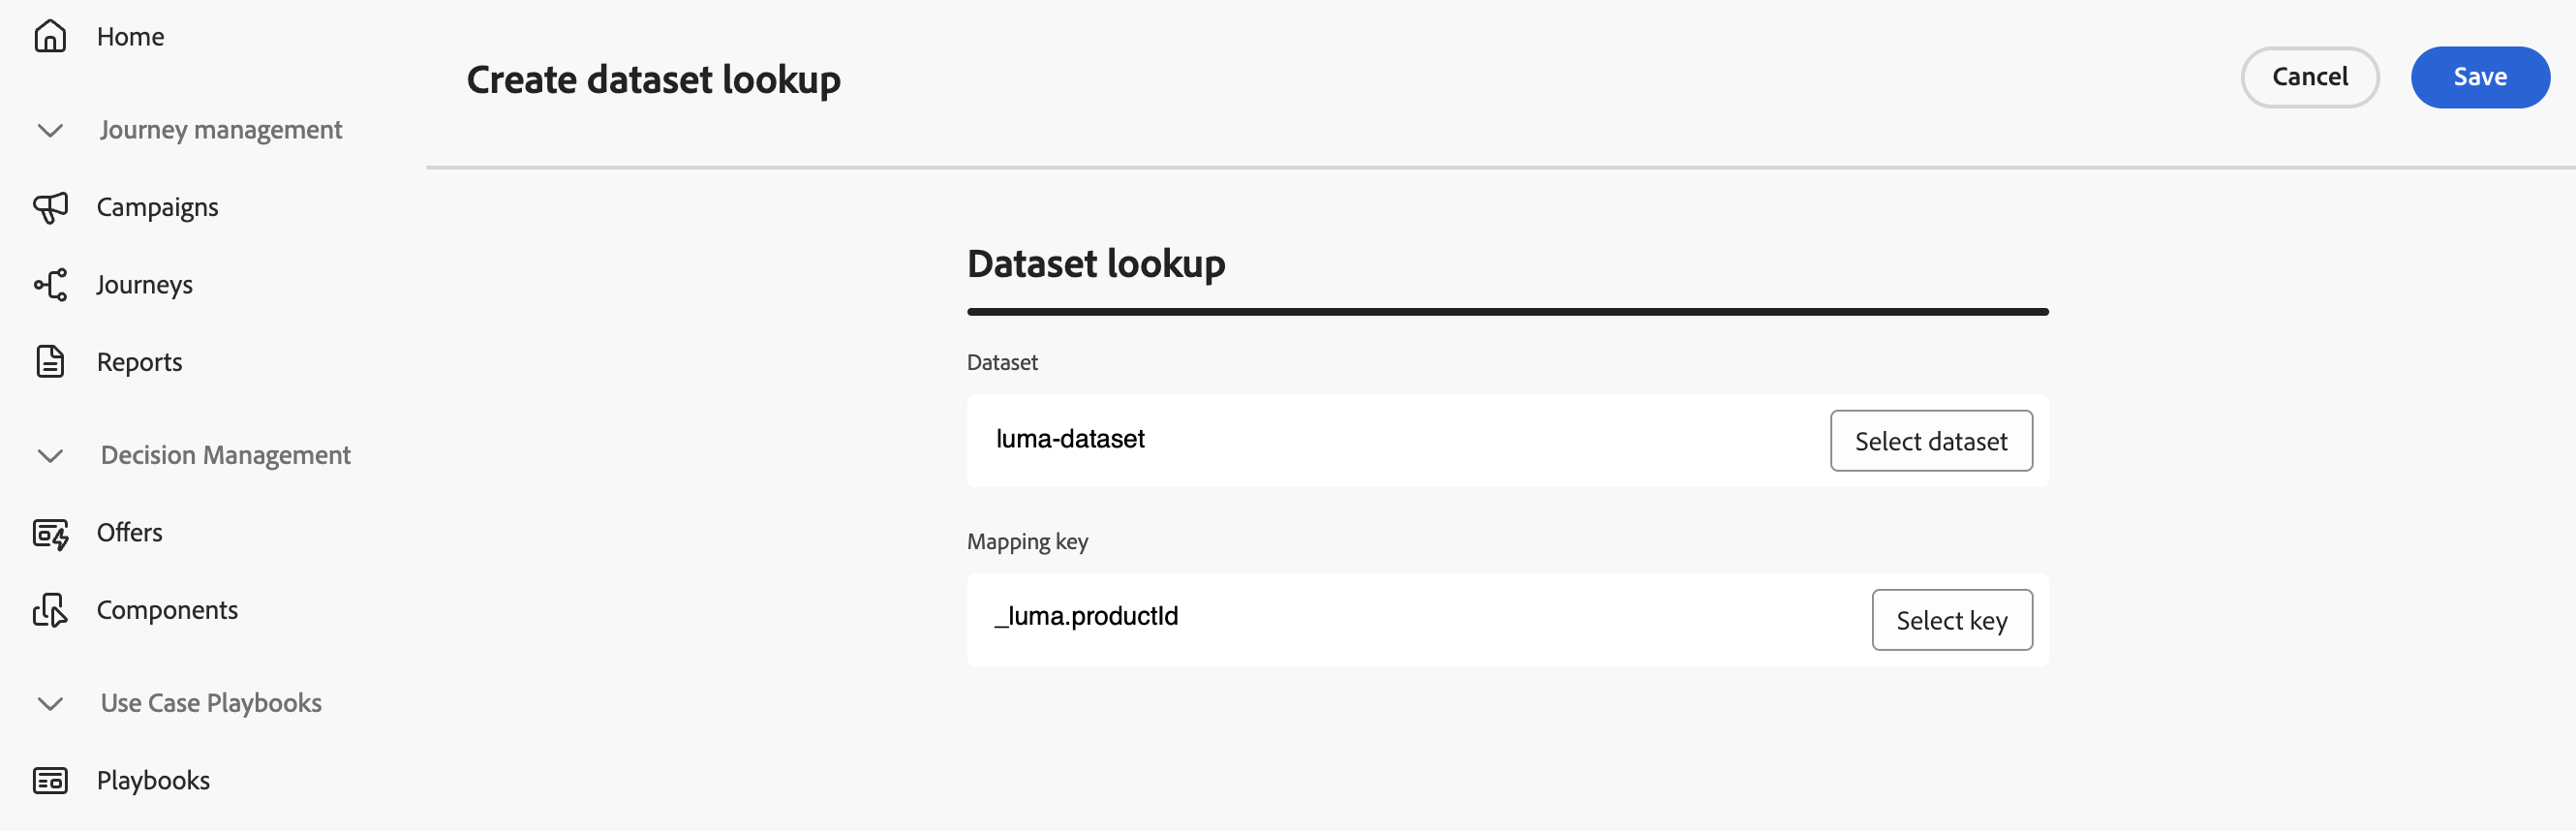 Home
Journey management
Campaigns
Journeys
Reports
Decision Management
Offers
Components
Use Case Playbooks
Playbooks
Create dataset lookup
Cancel
Save
Dataset lookup
Dataset
luma-dataset
Select dataset
Mapping key
_luma.productId
Select key